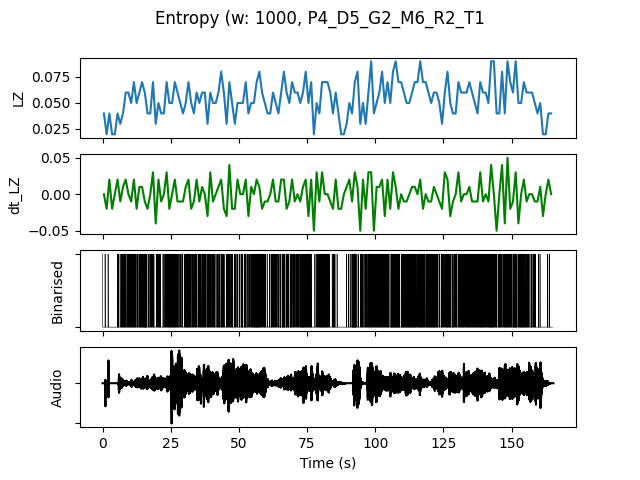 Entropy (w: 1000, P4_D5_G2_M6_R2_T1
LZ
0.075
0.050
0.025
dt_LZ
0.05
0.00
−0.05
Binarised
Audio
0 25 50 75 100 125 150
Time (s)